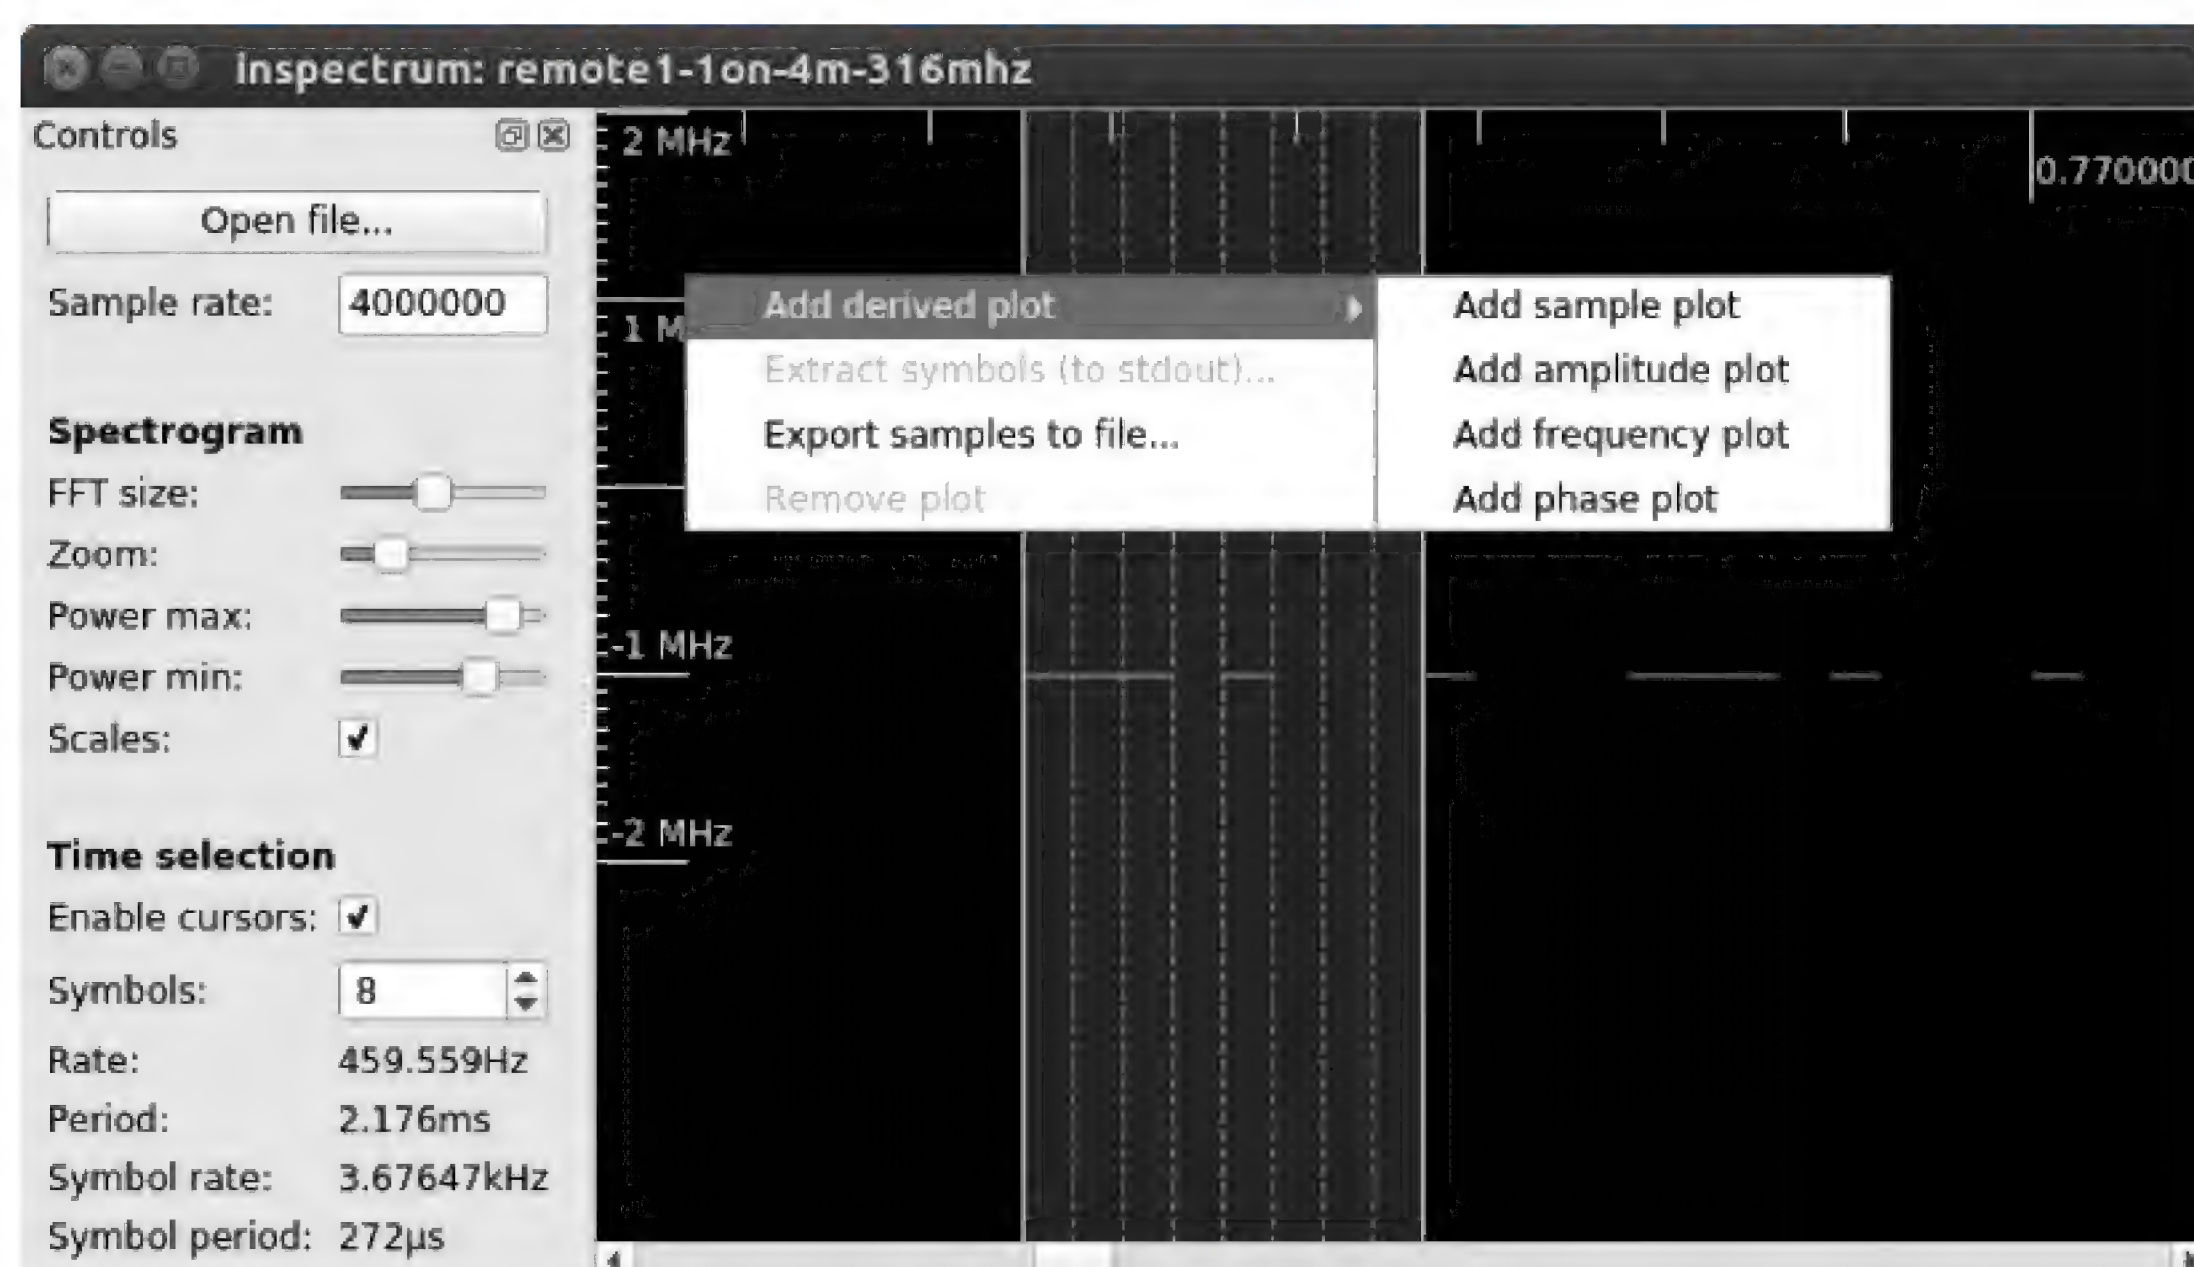 inspectrum: remote1-1on-4m-316mhz
Controls
Open file...
Sample rate: 4000000
Spectrogram
FFT size:
Zoom:
Power max:
Power min:
Scales:
Time selection
Enable cursors:
Symbols: 8
Rate: 459.559Hz
Period: 2.176ms
Symbol rate: 3.67647kHz
Symbol period: 272µs
2 MHz
0.770000
1 M
Add derived plot
Extract symbols (to stdout)...
Export samples to file...
Remove plot
Add sample plot
Add amplitude plot
Add frequency plot
Add phase plot
-1 MHz
-2 MHz